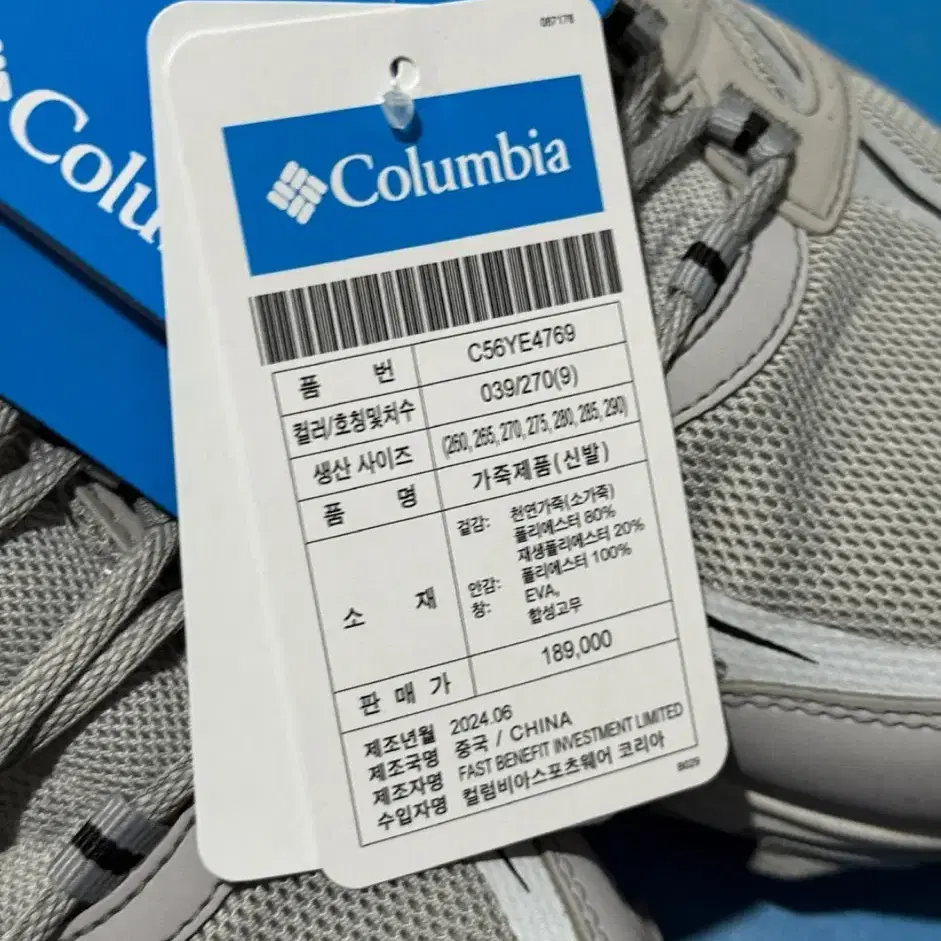 Colu
087178
Columbia
품 번 C56YE4769
컬러/호칭및치수 039/270(9)
생산 사이즈 (260, 265, 270, 275, 280, 285, 290)
품 명 가죽제품(신발)
소 재 겉감: 천연가죽(소가죽)
폴리에스터 80%
재생폴리에스터 20%
안감: 폴리에스터 100%
창: EVA,
합성고무
판 매 가 189,000
제조년월 2024.06
제조국명 중국 / CHINA
제조자명 FAST BENEFIT INVESTMENT LIMITED
수입자명 컬럼비아스포츠웨어 코리아